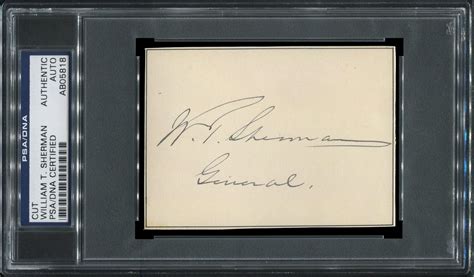 PSA/DNA
CUT
WILLIAM T. SHERMAN
PSA/DNA CERTIFIED
AUTHENTIC
AUTO
AB05818
W. T. Sherman
General.